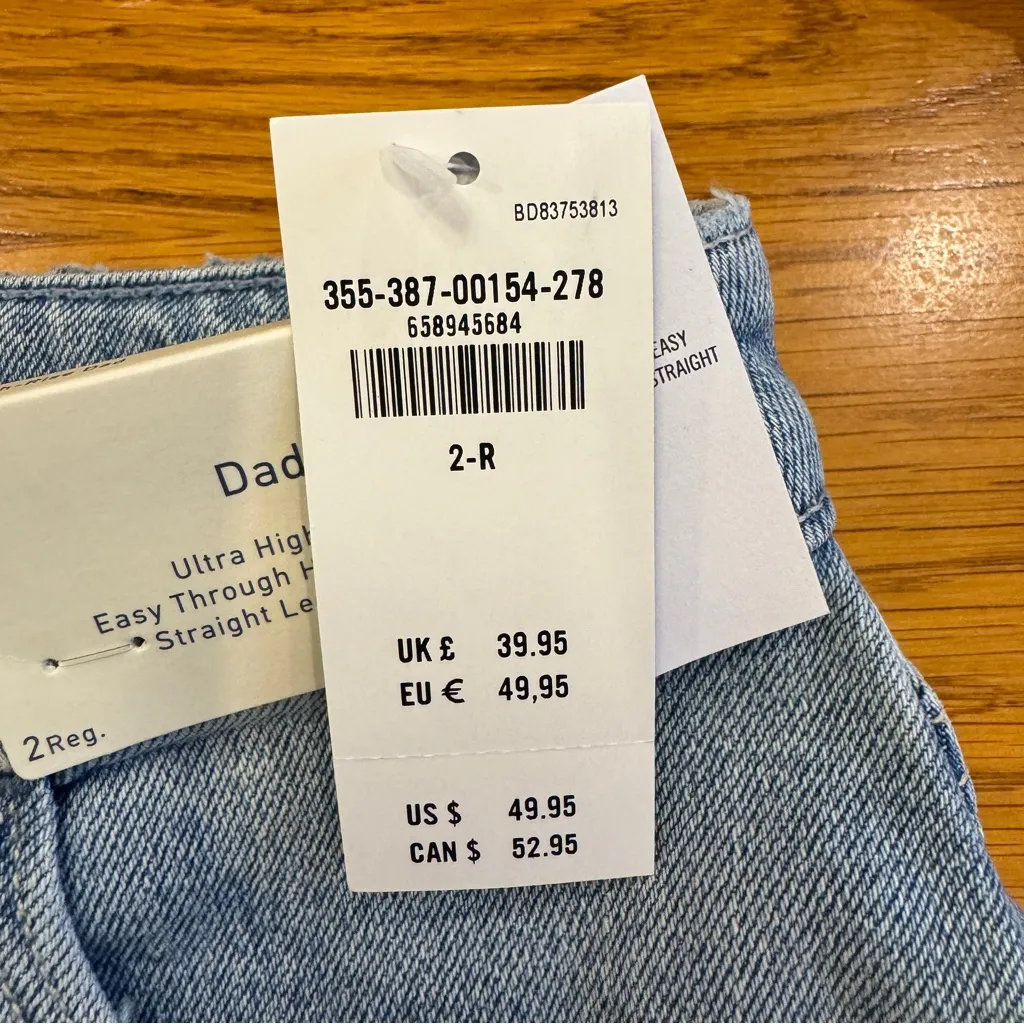 BD83753813
355-387-00154-278
658945684
2-R
UK £ 39.95
EU € 49,95
US $ 49.95
CAN $ 52.95
Dad
Ultra High
Easy Through
Straight Le
2 Reg.
EASY
STRAIGHT